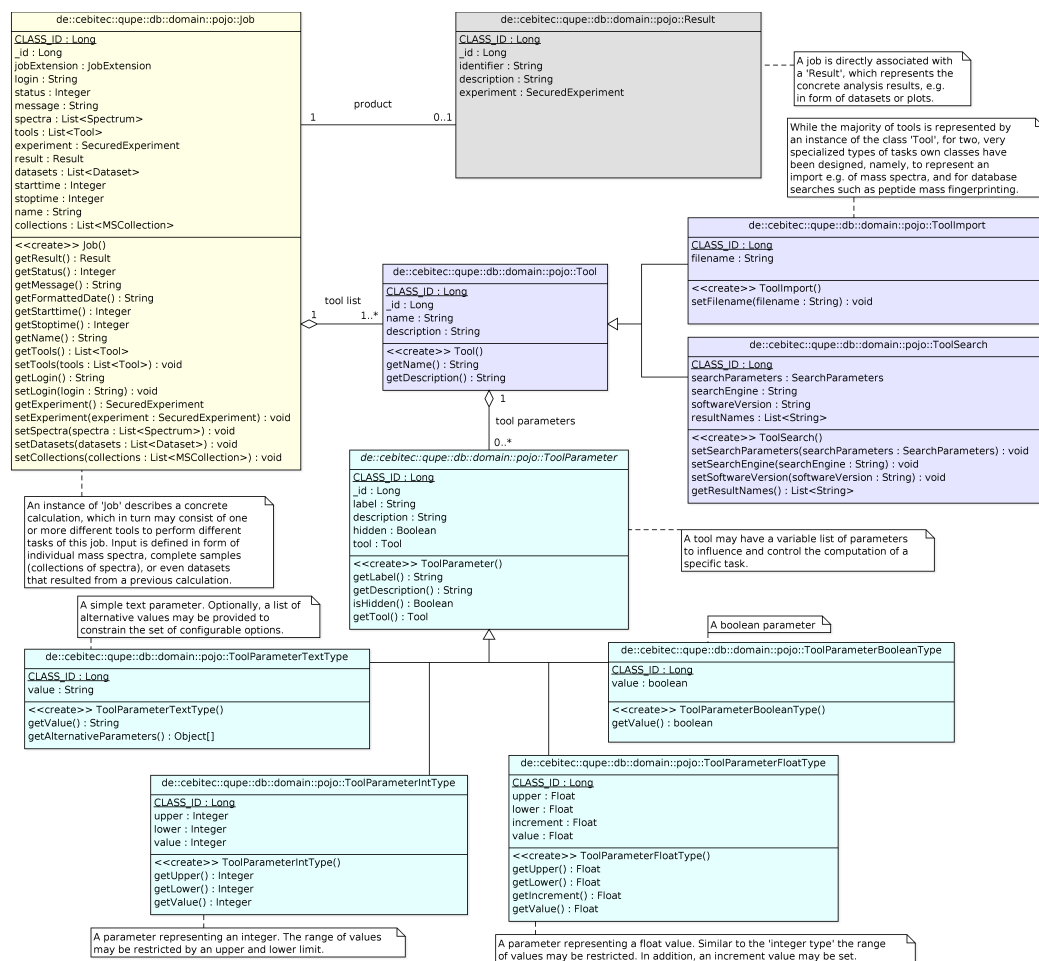 de::cebitec::qupe::db::domain::pojo::Job
CLASS_ID : Long
_id : Long
jobExtension : JobExtension
login : String
status : Integer
message : String
spectra : List<Spectrum>
tools : List<Tool>
experiment : SecuredExperiment
result : Result
datasets : List<Dataset>
starttime : Integer
stoptime : Integer
name : String
collections : List<MSCollection>
<<create>> Job()
getResult() : Result
getStatus() : Integer
getMessage() : String
getFormattedDate() : String
getStarttime() : Integer
getStoptime() : Integer
getName() : String
getTools() : List<Tool>
setTools(tools : List<Tool>) : void
getLogin() : String
setLogin(login : String) : void
getExperiment() : SecuredExperiment
setExperiment(experiment : SecuredExperiment) : void
setSpectra(spectra : List<Spectrum>) : void
setDatasets(datasets : List<Dataset>) : void
setCollections(collections : List<MSCollection>) : void
product
1
0..1
de::cebitec::qupe::db::domain::pojo::Result
CLASS_ID : Long
_id : Long
identifier : String
description : String
experiment : SecuredExperiment
A job is directly associated with
a 'Result', which represents the
concrete analysis results, e.g.
in form of datasets or plots.
While the majority of tools is represented by
an instance of the class 'Tool', for two, very
specialized types of tasks own classes have
been designed, namely, to represent an
import e.g. of mass spectra, and for database
searches such as peptide mass fingerprinting.
de::cebitec::qupe::db::domain::pojo::ToolImport
CLASS_ID : Long
filename : String
<<create>> ToolImport()
setFilename(filename : String) : void
tool list
1
1..*
de::cebitec::qupe::db::domain::pojo::Tool
CLASS_ID : Long
_id : Long
name : String
description : String
<<create>> Tool()
getName() : String
getDescription() : String
de::cebitec::qupe::db::domain::pojo::ToolSearch
CLASS_ID : Long
searchParameters : SearchParameters
searchEngine : String
softwareVersion : String
resultNames : List<String>
<<create>> ToolSearch()
setSearchParameters(searchParameters : SearchParameters) : void
setSearchEngine(searchEngine : String) : void
setSoftwareVersion(softwareVersion : String) : void
getResultNames() : List<String>
1
tool parameters
0..*
de::cebitec::qupe::db::domain::pojo::ToolParameter
CLASS_ID : Long
_id : Long
label : String
description : String
hidden : Boolean
tool : Tool
<<create>> ToolParameter()
getLabel() : String
getDescription() : String
isHidden() : Boolean
getTool() : Tool
An instance of 'Job' describes a concrete
calculation, which in turn may consist of one
or more different tools to perform different
tasks of this job. Input is defined in form of
individual mass spectra, complete samples
(collections of spectra), or even datasets
that resulted from a previous calculation.
A tool may have a variable list of parameters
to influence and control the computation of a
specific task.
A simple text parameter. Optionally, a list of
alternative values may be provided to
constrain the set of configurable options.
A boolean parameter
de::cebitec::qupe::db::domain::pojo::ToolParameterTextType
CLASS_ID : Long
value : String
<<create>> ToolParameterTextType()
getValue() : String
getAlternativeParameters() : Object[]
de::cebitec::qupe::db::domain::pojo::ToolParameterBooleanType
CLASS_ID : Long
value : boolean
<<create>> ToolParameterBooleanType()
getValue() : boolean
de::cebitec::qupe::db::domain::pojo::ToolParameterIntType
CLASS_ID : Long
upper : Integer
lower : Integer
value : Integer
<<create>> ToolParameterIntType()
getUpper() : Integer
getLower() : Integer
getValue() : Integer
de::cebitec::qupe::db::domain::pojo::ToolParameterFloatType
CLASS_ID : Long
upper : Float
lower : Float
increment : Float
value : Float
<<create>> ToolParameterFloatType()
getUpper() : Float
getLower() : Float
getIncrement() : Float
getValue() : Float
A parameter representing an integer. The range of values
may be restricted by an upper and lower limit.
A parameter representing a float value. Similar to the 'integer type' the range
of values may be restricted. In addition, an increment value may be set.